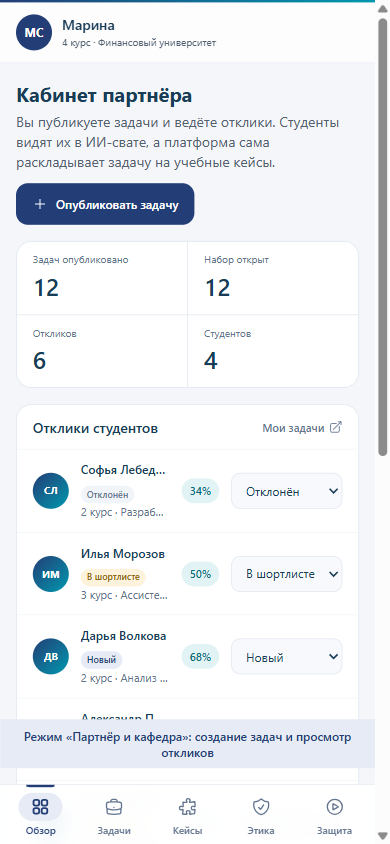 МС
Марина
4 курс · Финансовый университет
Кабинет партнёра
Вы публикуете задачи и ведёте отклики. Студенты
видят их в ИИ-свате, а платформа сама
раскладывает задачу на учебные кейсы.
+ Опубликовать задачу
Задач опубликовано
12
Набор открыт
12
Откликов
6
Студенты
4
Отклики студентов
Мои задачи
СЛ
Софья Лебед...
Отклонён
2 курс · Разраб...
34%
Отклонён
ИМ
Илья Морозов
В шортлисте
3 курс · Ассисте...
50%
В шортлисте
ДВ
Дарья Волкова
Новый
2 курс · Анализ ...
68%
Новый
Александр П...
Режим «Партнёр и кафедра»: создание задач и просмотр
откликов
Обзор
Задачи
Кейсы
Этика
Защита